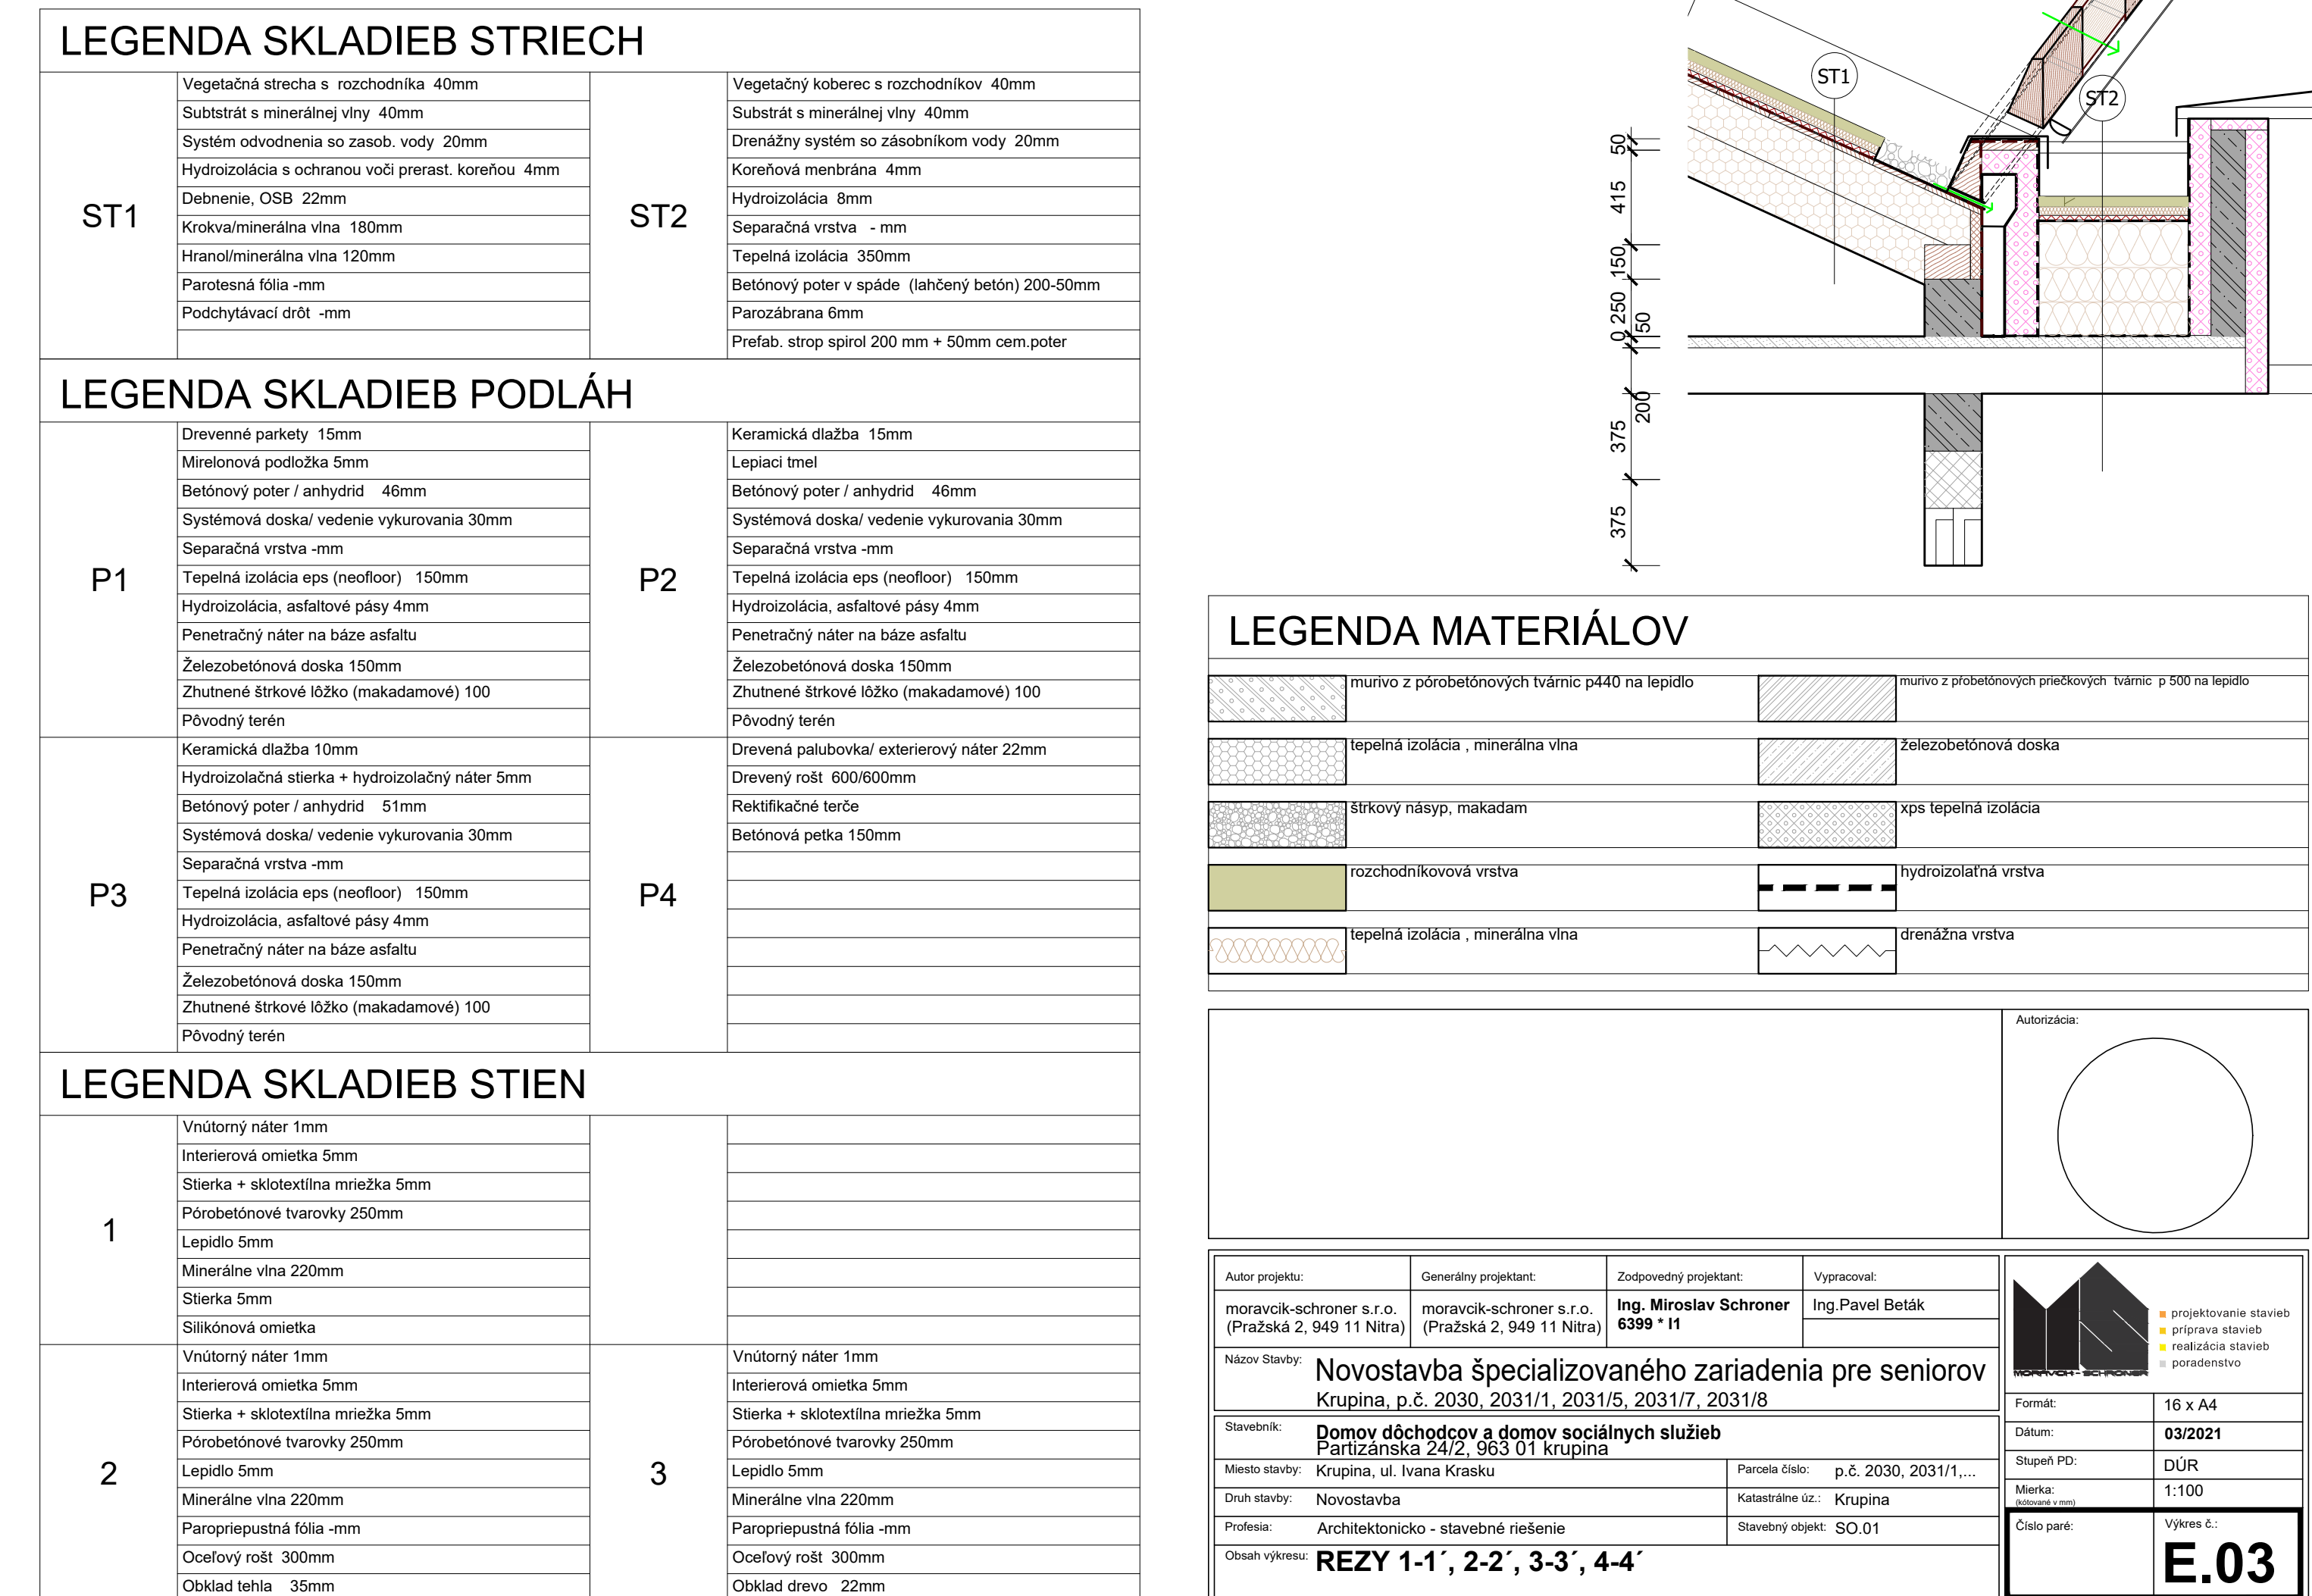 LEGENDA SKLADIEB STRIECH
ST1
Vegetačná strecha s rozchodníka 40mm
Subtstrát s minerálnej vlny 40mm
Systém odvodnenia so zasob. vody 20mm
Hydroizolácia s ochranou voči prerast. koreňou 4mm
Debnenie, OSB 22mm
Krokva/minerálna vlna 180mm
Hranol/minerálna vlna 120mm
Parotesná fólia -mm
Podchytávací drôt -mm
ST2
Vegetačný koberec s rozchodníkov 40mm
Substrát s minerálnej vlny 40mm
Drenážny systém so zásobníkom vody 20mm
Koreňová menbrána 4mm
Hydroizolácia 8mm
Separačná vrstva - mm
Tepelná izolácia 350mm
Betónový poter v spáde (lahčený betón) 200-50mm
Parozábrana 6mm
Prefab. strop spirol 200 mm + 50mm cem.poter
LEGENDA SKLADIEB PODLÁH
P1
Drevenné parkety 15mm
Mirelonová podložka 5mm
Betónový poter / anhydrid 46mm
Systémová doska/ vedenie vykurovania 30mm
Separačná vrstva -mm
Tepelná izolácia eps (neofloor) 150mm
Hydroizolácia, asfaltové pásy 4mm
Penetračný náter na báze asfaltu
Železobetónová doska 150mm
Zhutnené štrkové lôžko (makadamové) 100
Pôvodný terén
P2
Keramická dlažba 15mm
Lepiaci tmel
Betónový poter / anhydrid 46mm
Systémová doska/ vedenie vykurovania 30mm
Separačná vrstva -mm
Tepelná izolácia eps (neofloor) 150mm
Hydroizolácia, asfaltové pásy 4mm
Penetračný náter na báze asfaltu
Železobetónová doska 150mm
Zhutnené štrkové lôžko (makadamové) 100
Pôvodný terén
P3
Keramická dlažba 10mm
Hydroizolačná stierka + hydroizolačný náter 5mm
Betónový poter / anhydrid 51mm
Systémová doska/ vedenie vykurovania 30mm
Separačná vrstva -mm
Tepelná izolácia eps (neofloor) 150mm
Hydroizolácia, asfaltové pásy 4mm
Penetračný náter na báze asfaltu
Železobetónová doska 150mm
Zhutnené štrkové lôžko (makadamové) 100
Pôvodný terén
P4
Drevená palubovka/ exterierový náter 22mm
Drevený rošt 600/600mm
Rektifikačné terče
Betónová petka 150mm
LEGENDA SKLADIEB STIEN
1
Vnútorný náter 1mm
Interierová omietka 5mm
Stierka + sklotextílna mriežka 5mm
Pórobetónové tvarovky 250mm
Lepidlo 5mm
Minerálne vlna 220mm
Stierka 5mm
Silikónová omietka
2
Vnútorný náter 1mm
Interierová omietka 5mm
Stierka + sklotextílna mriežka 5mm
Pórobetónové tvarovky 250mm
Lepidlo 5mm
Minerálne vlna 220mm
Paropriepustná fólia -mm
Oceľový rošt 300mm
Obklad tehla 35mm
3
Vnútorný náter 1mm
Interierová omietka 5mm
Stierka + sklotextílna mriežka 5mm
Pórobetónové tvarovky 250mm
Lepidlo 5mm
Minerálne vlna 220mm
Paropriepustná fólia -mm
Oceľový rošt 300mm
Obklad drevo 22mm
ST1
ST2
50
415
150
250
50
0
200
375
375
LEGENDA MATERIÁLOV
murivo z pórobetónových tvárnic p440 na lepidlo
murivo z přobetónových priečkových tvárnic p 500 na lepidlo
tepelná izolácia , minerálna vlna
železobetónová doska
štrkový násyp, makadam
xps tepelná izolácia
rozchodníkovová vrstva
hydroizolaťná vrstva
tepelná izolácia , minerálna vlna
drenážna vrstva
Autorizácia:
Autor projektu:
moravcik-schroner s.r.o.
(Pražská 2, 949 11 Nitra)
Generálny projektant:
moravcik-schroner s.r.o.
(Pražská 2, 949 11 Nitra)
Zodpovedný projektant:
Ing. Miroslav Schroner
6399 * I1
Vypracoval:
Ing.Pavel Beták
MORAVCIK - SCHRONER
projektovanie stavieb
príprava stavieb
realizácia stavieb
poradenstvo
Názov Stavby: Novostavba špecializovaného zariadenia pre seniorov
Krupina, p.č. 2030, 2031/1, 2031/5, 2031/7, 2031/8
Stavebník: Domov dôchodcov a domov sociálnych služieb
Partizánska 24/2, 963 01 krupina
Miesto stavby: Krupina, ul. Ivana Krasku
Parcela číslo: p.č. 2030, 2031/1,...
Druh stavby: Novostavba
Katastrálne úz.: Krupina
Profesia: Architektonicko - stavebné riešenie
Stavebný objekt: SO.01
Obsah výkresu: REZY 1-1´, 2-2´, 3-3´, 4-4´
Formát: 16 x A4
Dátum: 03/2021
Stupeň PD: DÚR
Mierka: 1:100
(kótované v mm)
Číslo paré:
Výkres č.:
E.03